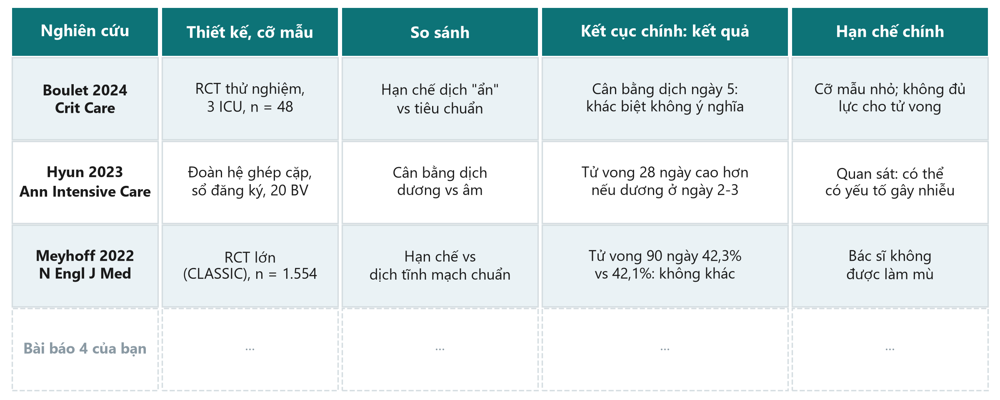 Nghiên cứu
Thiết kế, cỡ mẫu
So sánh
Kết cục chính: kết quả
Hạn chế chính
Boulet 2024
Crit Care
RCT thử nghiệm,
3 ICU, n = 48
Hạn chế dịch "ẩn"
vs tiêu chuẩn
Cân bằng dịch ngày 5:
khác biệt không ý nghĩa
Cỡ mẫu nhỏ; không đủ
lực cho tử vong
Hyun 2023
Ann Intensive Care
Đoàn hệ ghép cặp,
sổ đăng ký, 20 BV
Cân bằng dịch
dương vs âm
Tử vong 28 ngày cao hơn
nếu dương ở ngày 2-3
Quan sát: có thể
có yếu tố gây nhiễu
Meyhoff 2022
N Engl J Med
RCT lớn
(CLASSIC), n = 1.554
Hạn chế vs
dịch tĩnh mạch chuẩn
Tử vong 90 ngày 42,3%
vs 42,1%: không khác
Bác sĩ không
được làm mù
Bài báo 4 của bạn
...
...
...
...